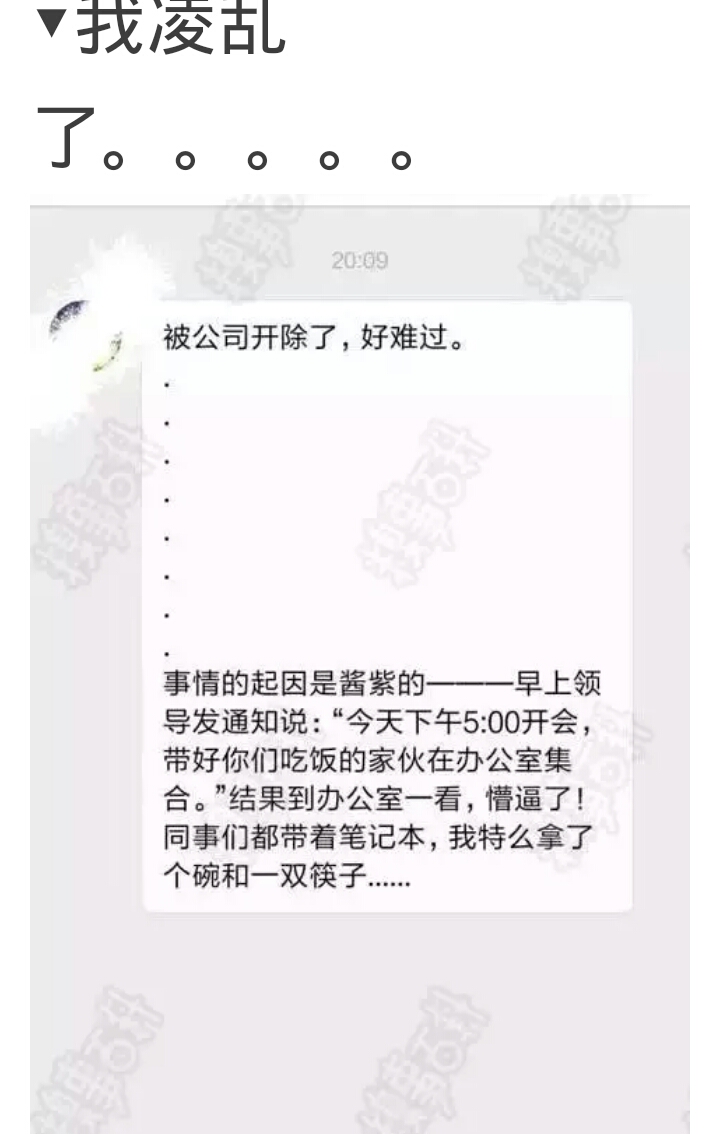 ▼我凌乱
了。。。。。
20:09
被公司开除了，好难过。
.
.
.
.
.
.
.
.
事情的起因是酱紫的———早上领
导发通知说：“今天下午5:00开会，
带好你们吃饭的家伙在办公室集
合。”结果到办公室一看，懵逼了！
同事们都带着笔记本，我特么拿了
个碗和一双筷子......